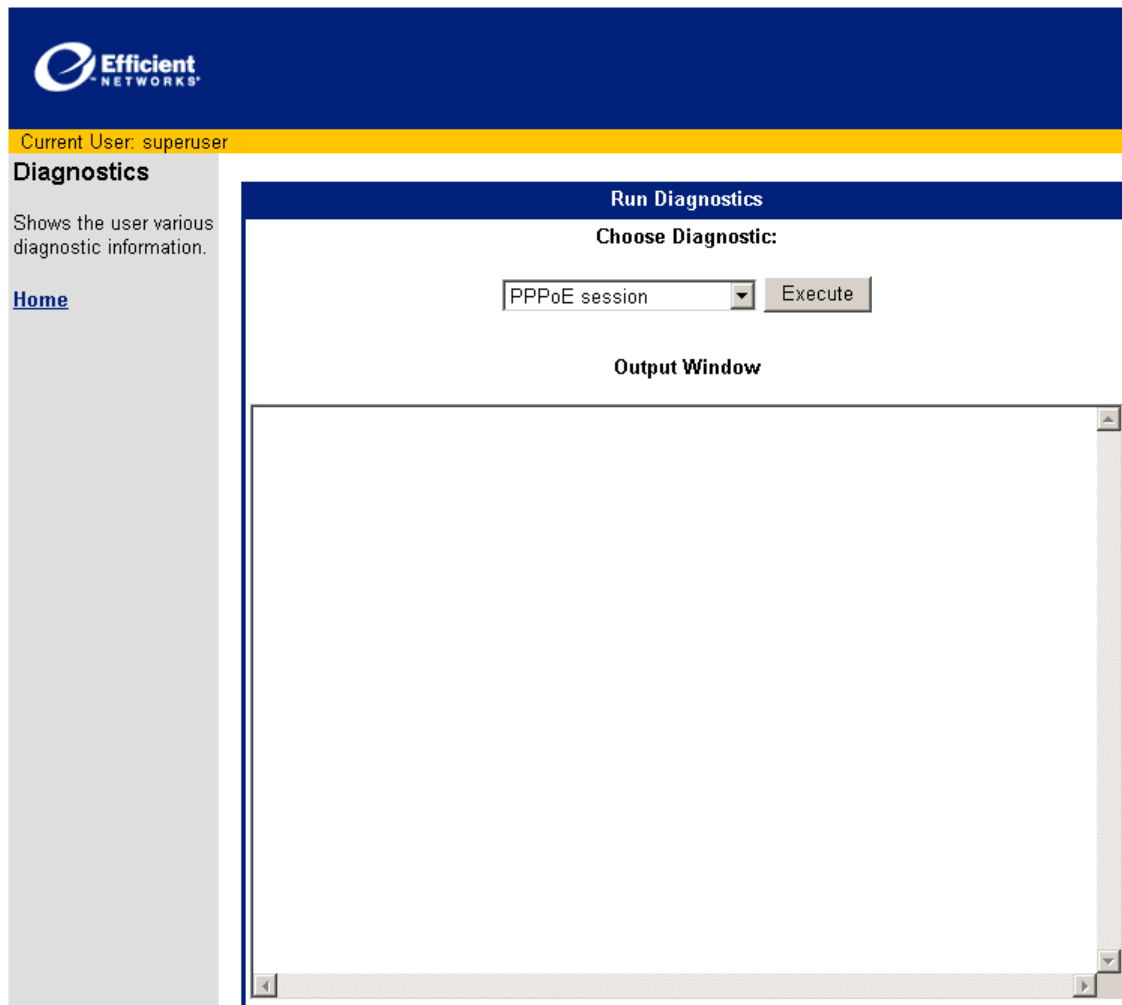 Efficient
NETWORKS®
Current User: superuser
Diagnostics
Shows the user various
diagnostic information.
Home
Run Diagnostics
Choose Diagnostic:
PPPoE session
Execute
Output Window